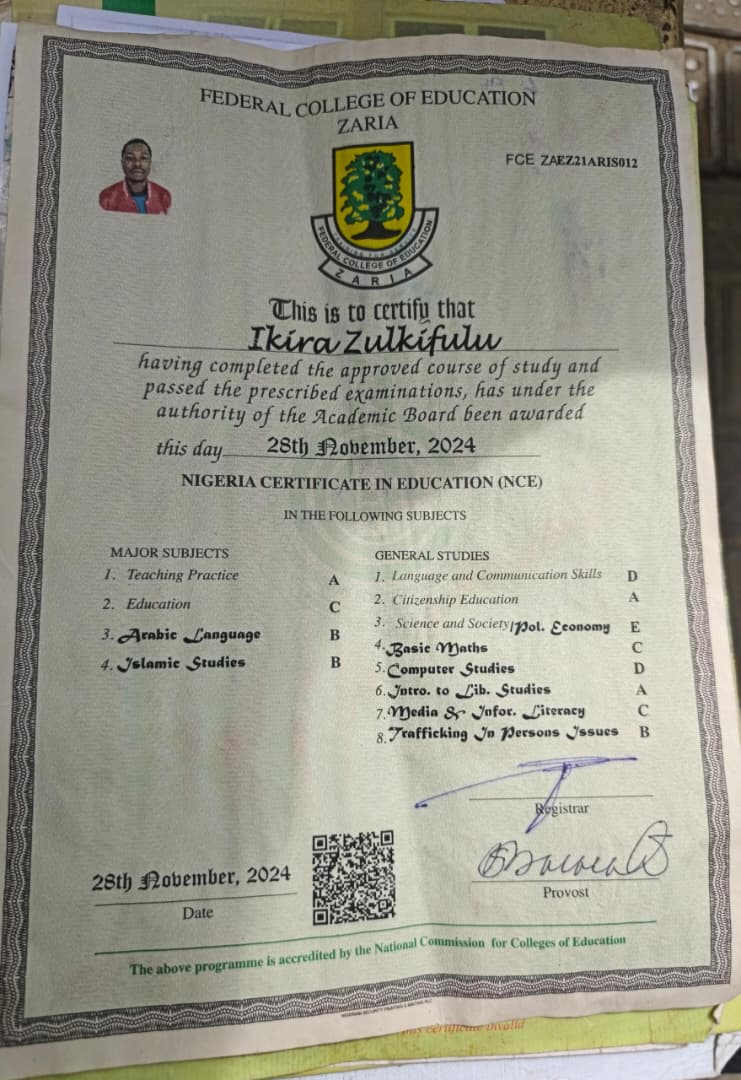 FEDERAL COLLEGE OF EDUCATION
ZARIA
FCE ZAEZ21ARIS012
FEDERAL COLLEGE OF EDUCATION
ZARIA
This is to certify that
Ikira Zulkifulu
having completed the approved course of study and
passed the prescribed examinations, has under the
authority of the Academic Board been awarded
this day 28th November, 2024
NIGERIA CERTIFICATE IN EDUCATION (NCE)
IN THE FOLLOWING SUBJECTS
MAJOR SUBJECTS
1. Teaching Practice A
2. Education C
3. Arabic Language B
4. Islamic Studies B
GENERAL STUDIES
1. Language and Communication Skills D
2. Citizenship Education A
3. Science and Society/Pol. Economy E
4. Basic Maths C
5. Computer Studies D
6. Intro. to Lib. Studies A
7. Media & Infor. Literacy C
8. Trafficking In Persons Issues B
Registrar
Provost
28th November, 2024
Date
The above programme is accredited by the National Commission for Colleges of Education
certificate invalid